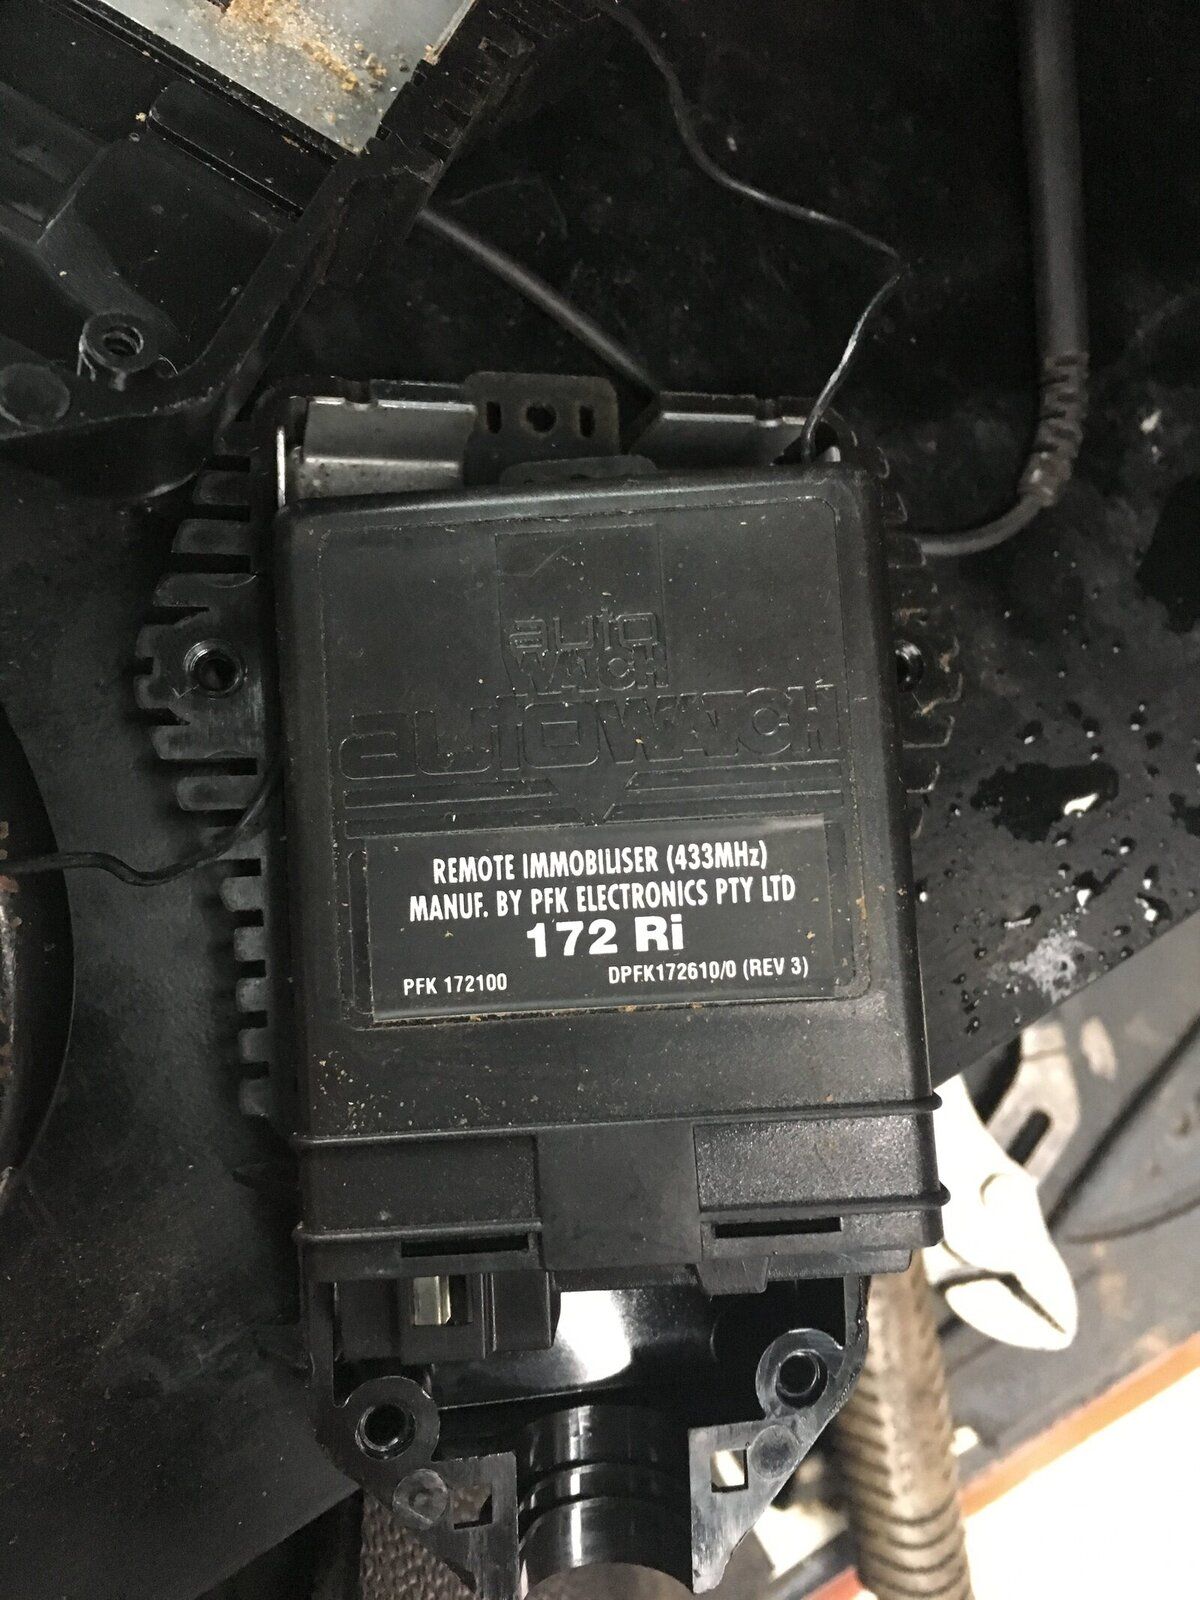 auto
WATCH
autoWATCH
REMOTE IMMOBILISER (433MHz)
MANUF. BY PFK ELECTRONICS PTY LTD
172 Ri
PFK 172100 DPFK172610/0 (REV 3)